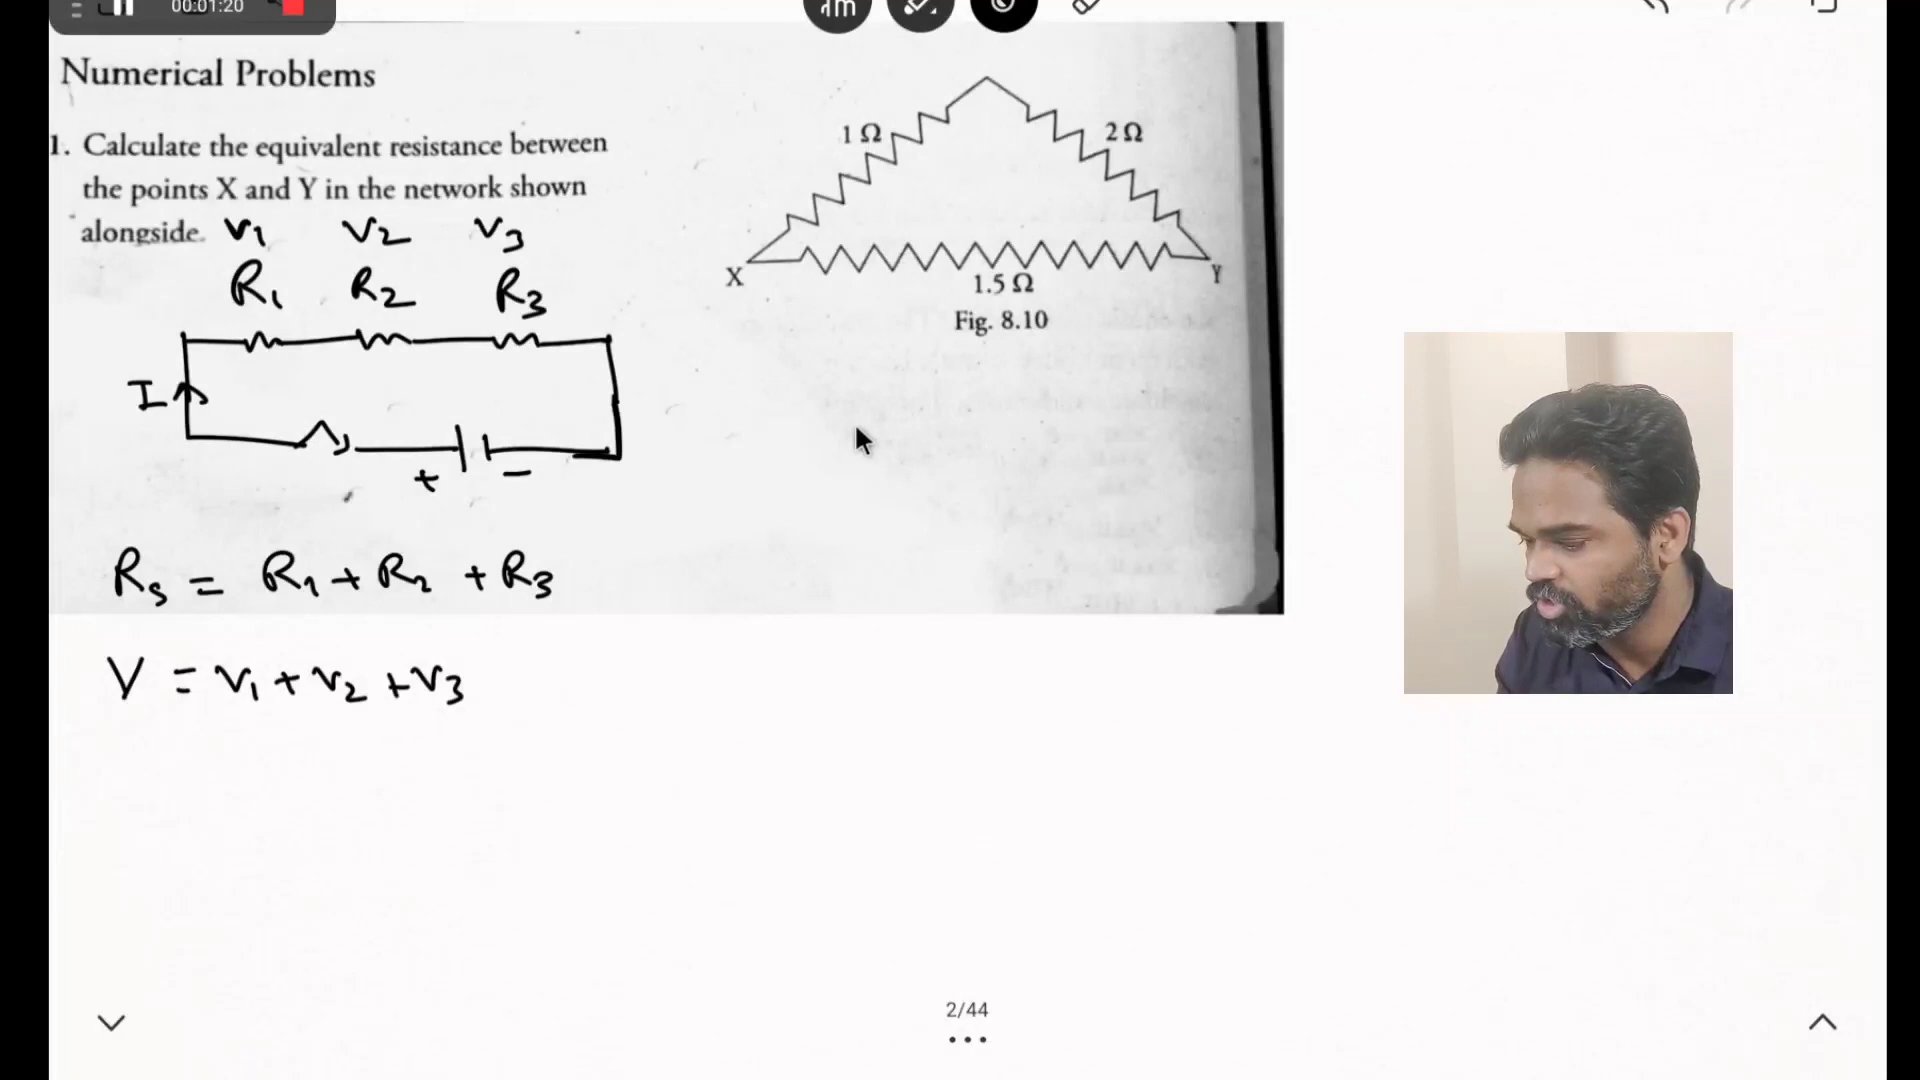 00:01:20
Numerical Problems
1. Calculate the equivalent resistance between
the points X and Y in the network shown
alongside.
1 Ω
2 Ω
X
Y
1.5 Ω
Fig. 8.10
V1 V2 V3
R1 R2 R3
I
+ −
Rs = R1 + R2 + R3
V = V1 + V2 + V3
2/44